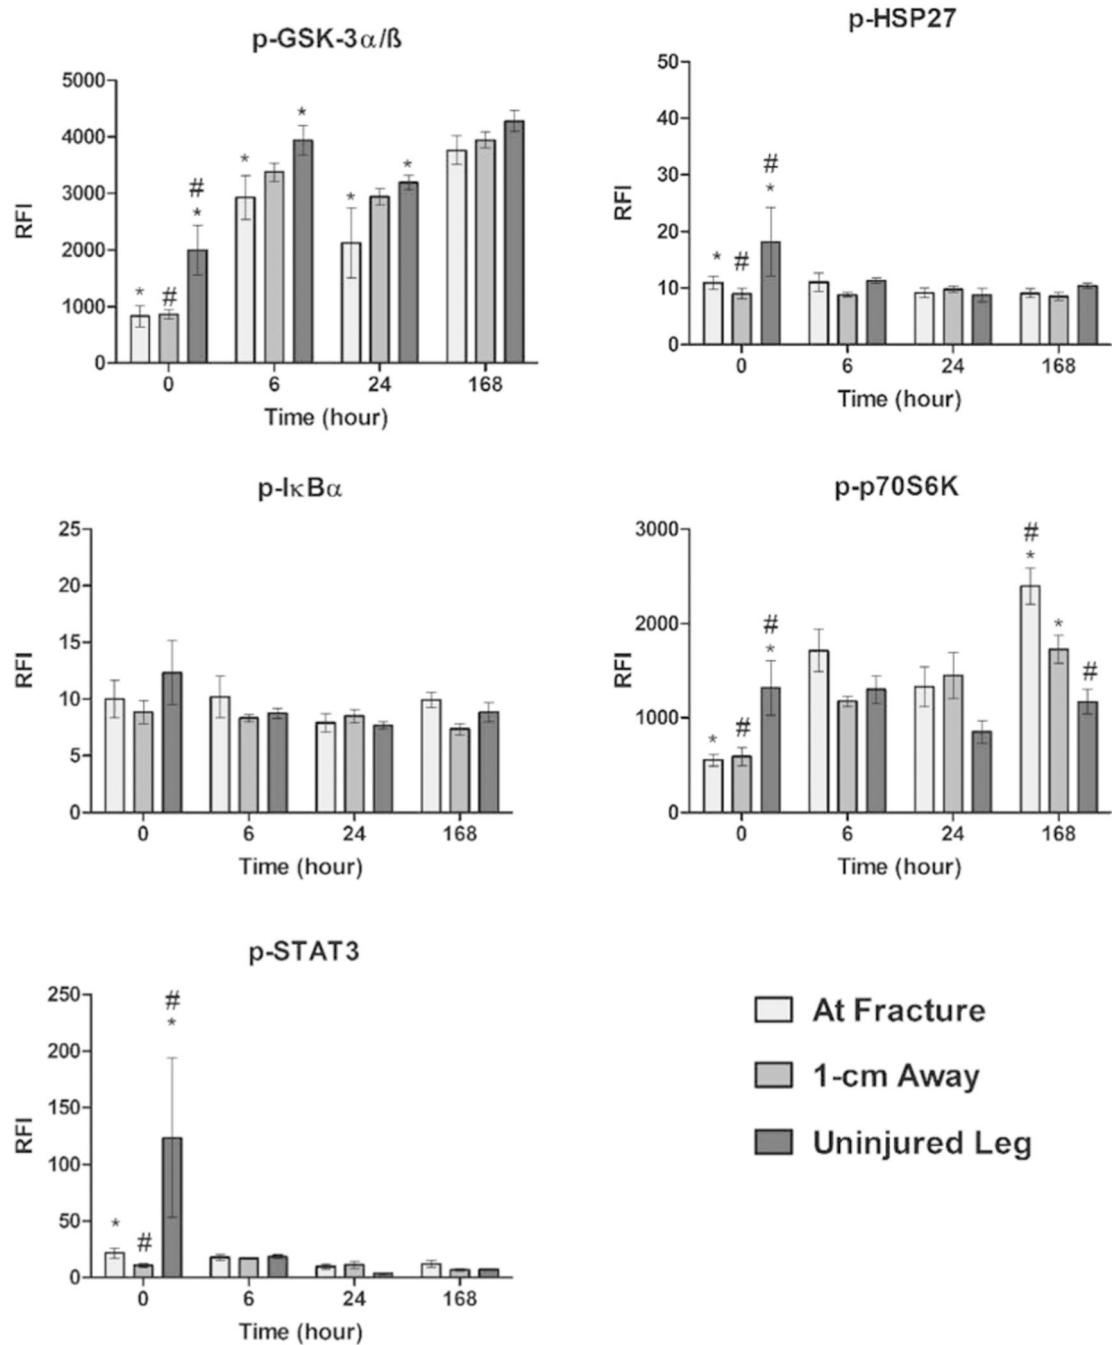 p-GSK-3α/ß
RFI
5000
4000
3000
2000
1000
0
* # # *
* *
* *
0 6 24 168
Time (hour)
p-HSP27
RFI
50
40
30
20
10
0
* # # *
0 6 24 168
Time (hour)
p-IκBα
RFI
25
20
15
10
5
0
0 6 24 168
Time (hour)
p-p70S6K
RFI
3000
2000
1000
0
* # # *
# * * #
0 6 24 168
Time (hour)
p-STAT3
RFI
250
200
150
100
50
0
* # # *
0 6 24 168
Time (hour)
At Fracture
1-cm Away
Uninjured Leg